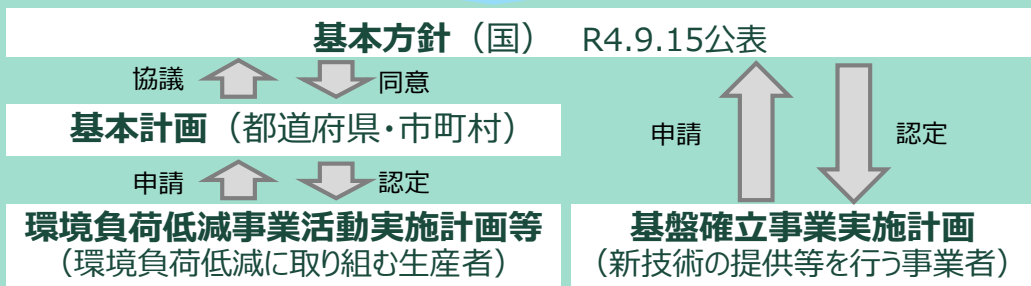 基本方針（国） R4.9.15公表
協議 同意
基本計画（都道府県・市町村）
申請 認定
申請 認定
環境負荷低減事業活動実施計画等
（環境負荷低減に取り組む生産者）
基盤確立事業実施計画
（新技術の提供等を行う事業者）